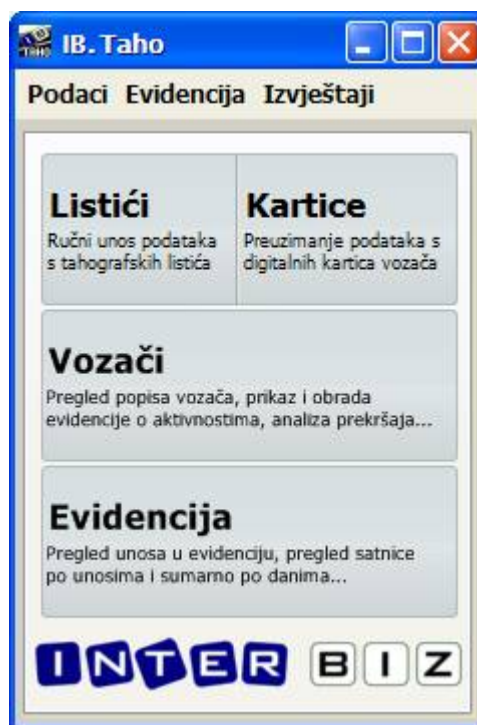 TAHO
IB.Taho
Podaci Evidencija Izvještaji
Listići
Ručni unos podataka
s tahografskih listića
Kartice
Preuzimanje podataka s
digitalnih kartica vozača
Vozači
Pregled popisa vozača, prikaz i obrada
evidencije o aktivnostima, analiza prekršaja...
Evidencija
Pregled unosa u evidenciju, pregled satnice
po unosima i sumarno po danima...
INTER BIZ